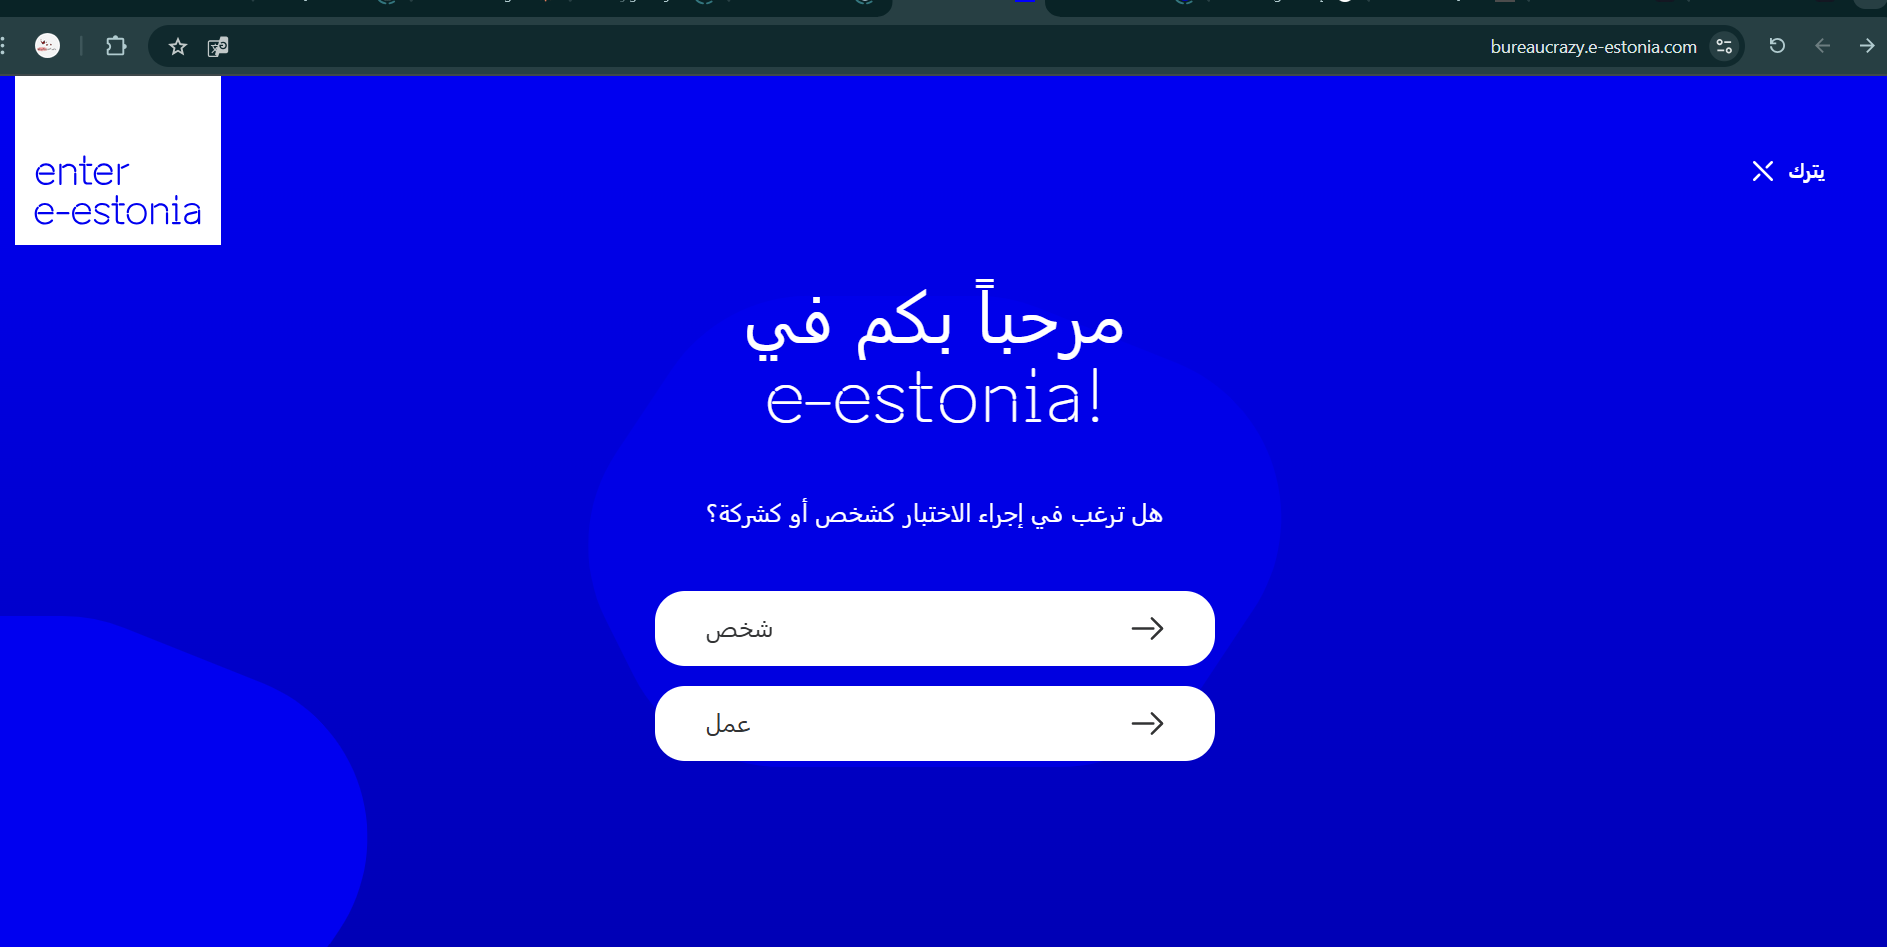 bureaucrazy.e-estonia.com
enter
e-estonia
يترك
مرحباً بكم في
e-estonia!
هل ترغب في إجراء الاختبار كشخص أو كشركة؟
شخص
عمل